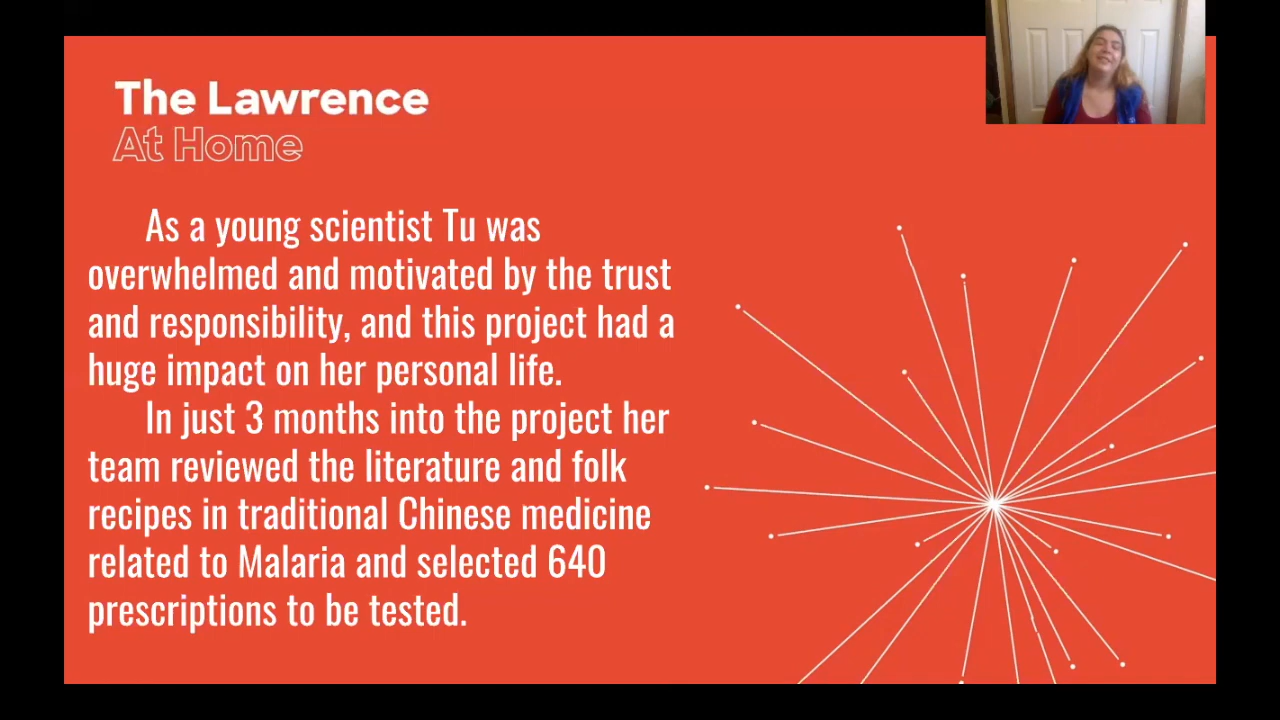 The Lawrence
At Home
As a young scientist Tu was
overwhelmed and motivated by the trust
and responsibility, and this project had a
huge impact on her personal life.
In just 3 months into the project her
team reviewed the literature and folk
recipes in traditional Chinese medicine
related to Malaria and selected 640
prescriptions to be tested.